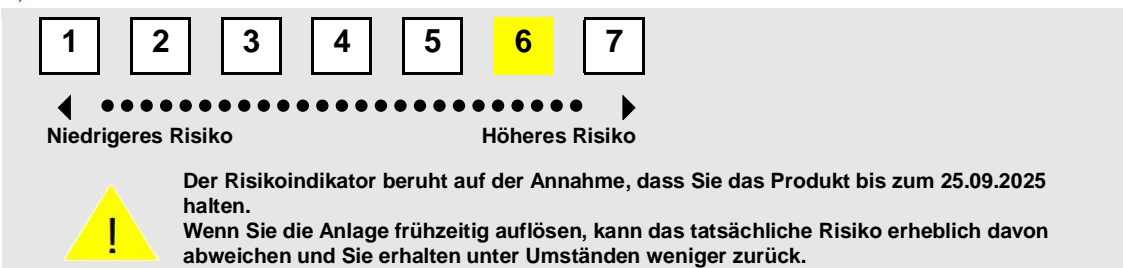 1 2 3 4 5 6 7
Niedrigeres Risiko Höheres Risiko
Der Risikoindikator beruht auf der Annahme, dass Sie das Produkt bis zum 25.09.2025
halten.
!
Wenn Sie die Anlage frühzeitig auflösen, kann das tatsächliche Risiko erheblich davon
abweichen und Sie erhalten unter Umständen weniger zurück.